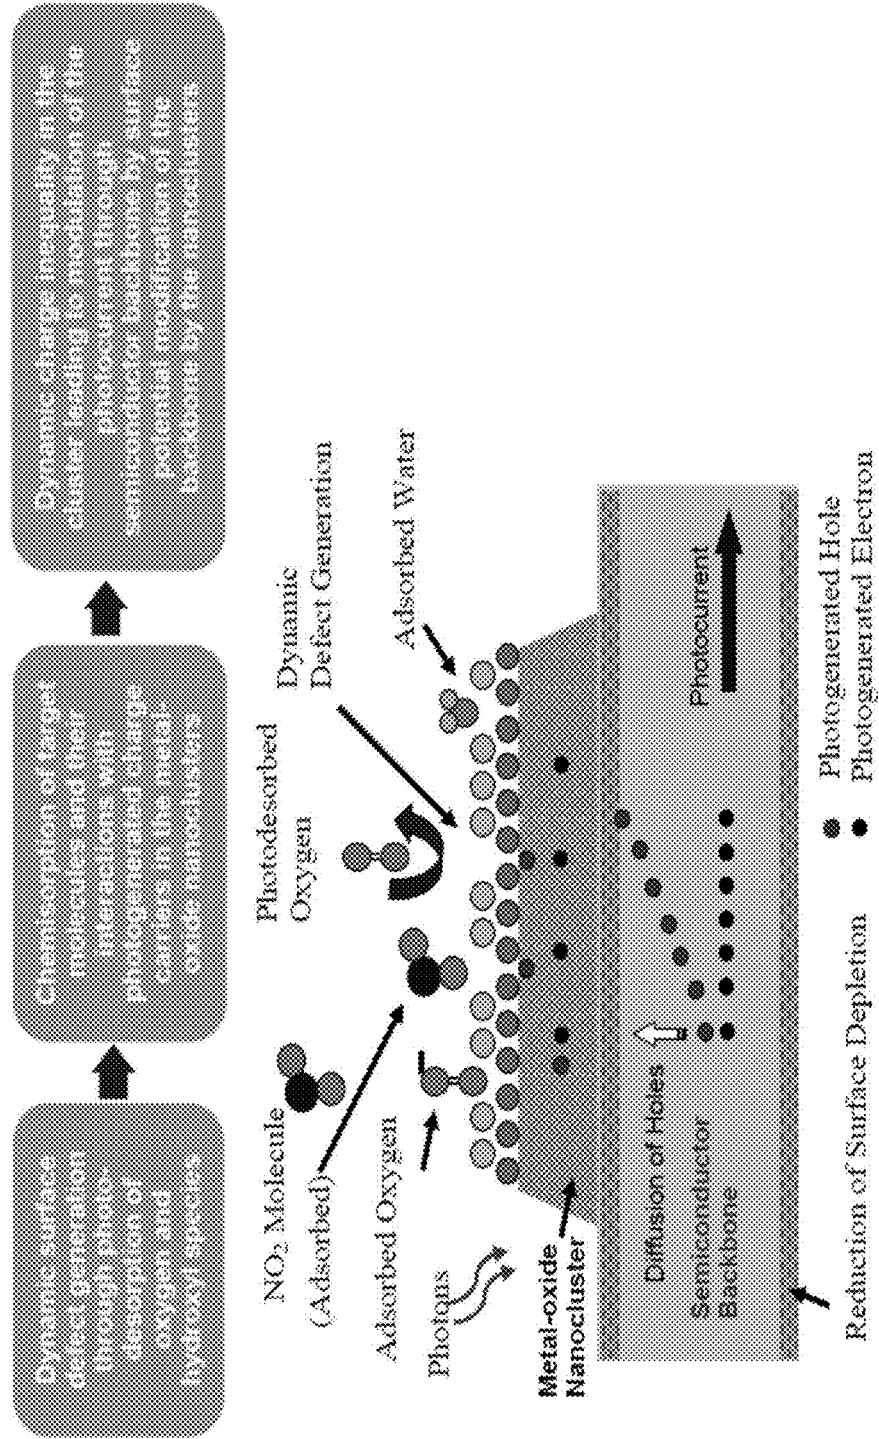 Dynamic surface
defect generation
through photo-
desorption of
oxygen and
hydroxyl species
Chemisorption of target
molecules and their
interactions with
photogenerated charge
carriers in the metal-
oxide nanoclusters
Dynamic charge inequality in the
cluster leading to modulation of the
photocurrent through
semiconductor backbone by surface
potential modification of the
backbone by the nanoclusters
NO₂ Molecule
(Adsorbed)
Photodesorbed
Oxygen
Dynamic
Defect Generation
Adsorbed Oxygen
Adsorbed Water
Photons
Metal-oxide
Nanocluster
Diffusion of Holes
Semiconductor
Backbone
Photocurrent
Reduction of Surface Depletion
Photogenerated Hole
Photogenerated Electron